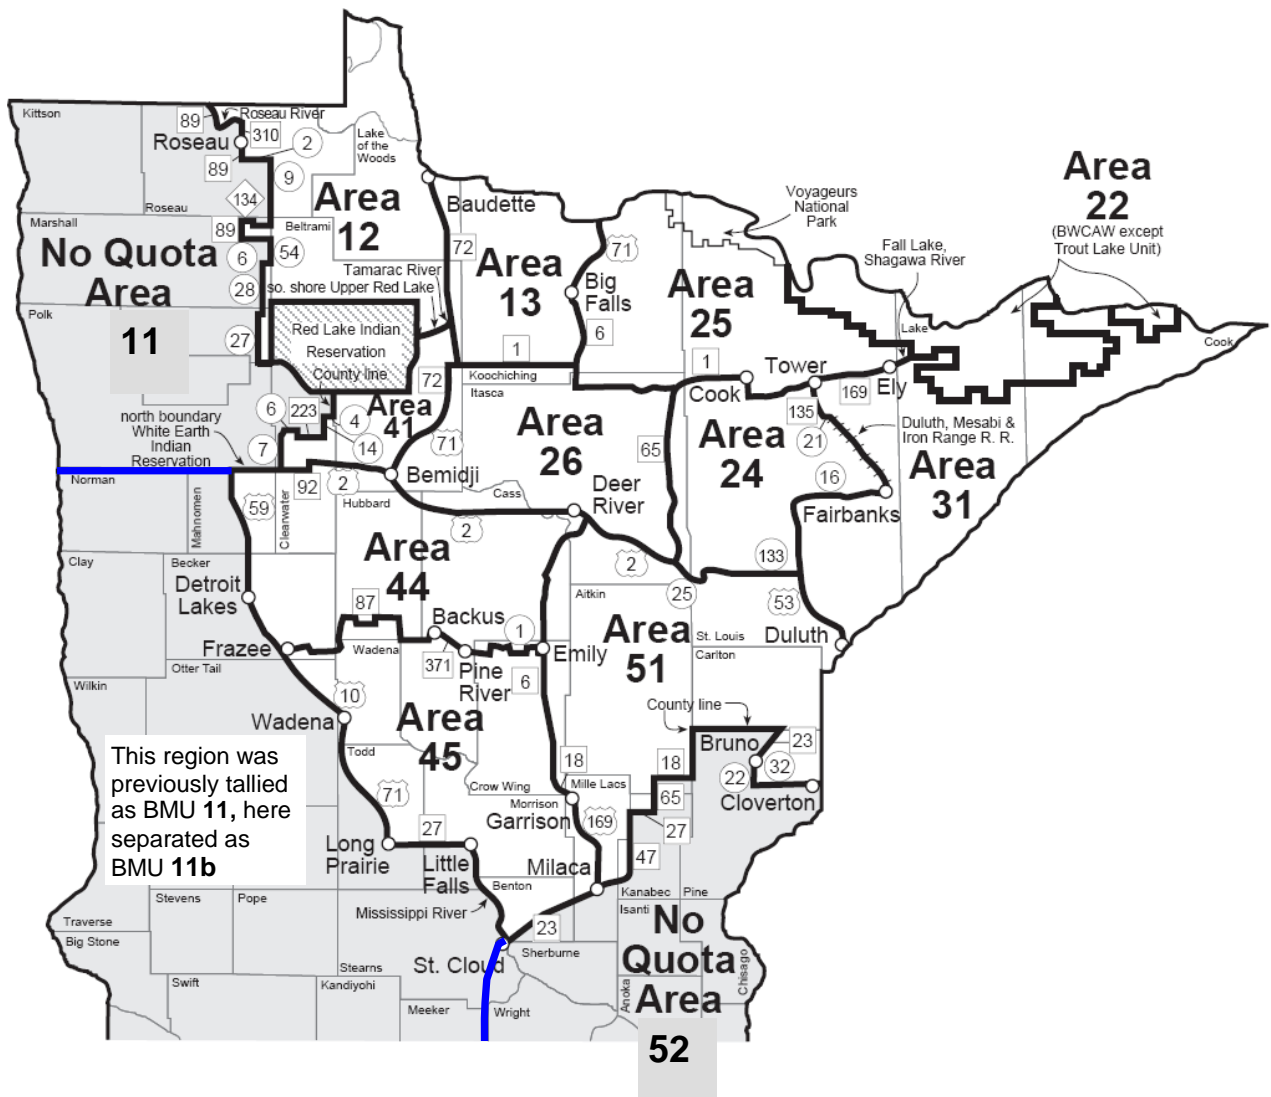 Kittson
89
Roseau River
Roseau
310
2
Lake
of the
Woods
89
9
134
Roseau
Area
12
Baudette
Marshall
89
Beltrami
No Quota
Area
11
6
54
28
Tamarac River
so. shore Upper Red Lake
72
Area
13
71
Big
Falls
6
Voyageurs
National
Park
Area
25
Fall Lake,
Shagawa River
Area
22
(BWCAW except
Trout Lake Unit)
Polk
27
Red Lake Indian
Reservation
County line
1
Lake
Cook
72
Koochiching
Itasca
1
Tower
Cook
169
Ely
north boundary
White Earth
Indian
Reservation
6
223
4
Area
41
14
7
71
Area
26
65
135
21
Duluth, Mesabi &
Iron Range R. R.
Area
24
Area
31
16
Norman
Mahnomen
59
Clearwater
92
2
Hubbard
Bemidji
Cass
Deer
River
2
Fairbanks
Clay
Becker
Detroit
Lakes
Area
44
2
133
25
Aitkin
53
87
Backus
1
Area
51
St. Louis
Duluth
Frazee
Wadena
371
Pine
River
6
Emily
Carlton
Otter Tail
Wilkin
10
Wadena
Area
45
County line
Bruno
23
Todd
18
18
22
32
Cloverton
This region was
previously tallied
as BMU 11, here
separated as
BMU 11b
71
Crow Wing
Mille Lacs
Morrison
Garrison
169
65
27
27
Long
Prairie
Little
Falls
Milaca
47
Benton
Kanabec
Pine
Stevens
Pope
Mississippi River
Isanti
No
Quota
Area
52
Traverse
Big Stone
23
Sherburne
Stearns
St. Cloud
Chisago
Swift
Kandiyohi
Anoka
Meeker
Wright